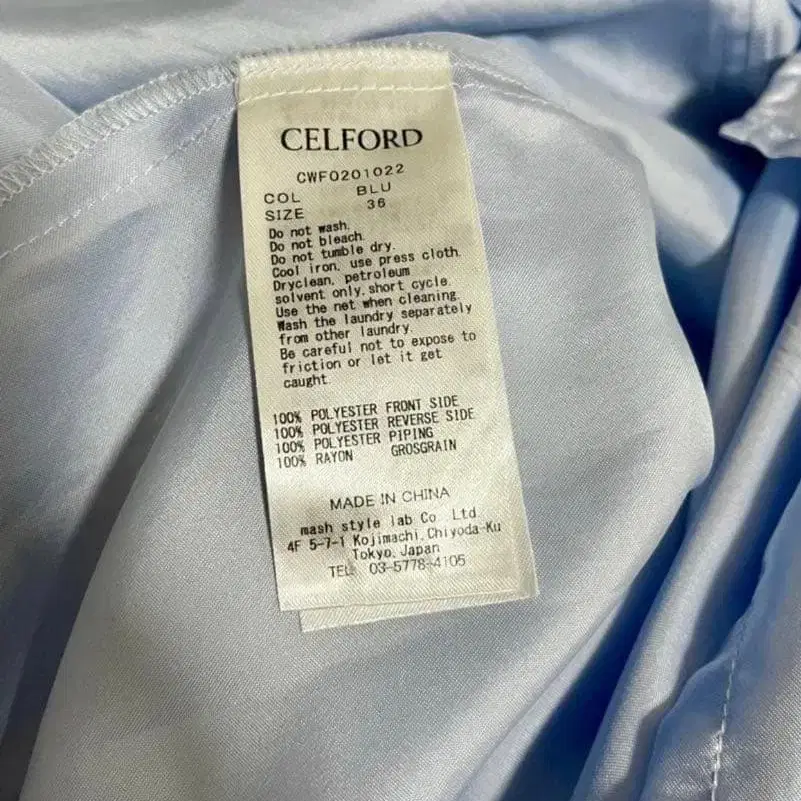 CELFORD
CWF0201022
COL BLU
SIZE 36
Do not wash.
Do not bleach.
Do not tumble dry.
Cool iron, use press cloth.
Dryclean, petroleum
solvent only, short cycle.
Use the net when cleaning.
Wash the laundry separately
from other laundry.
Be careful not to expose to
friction or let it get
caught.
100% POLYESTER FRONT SIDE
100% POLYESTER REVERSE SIDE
100% POLYESTER PIPING
100% RAYON GROSGRAIN
MADE IN CHINA
mash style lab Co., Ltd.
4F 5-7-1 Kojimachi, Chiyoda-Ku
Tokyo, Japan
TEL: 03-5778-4105